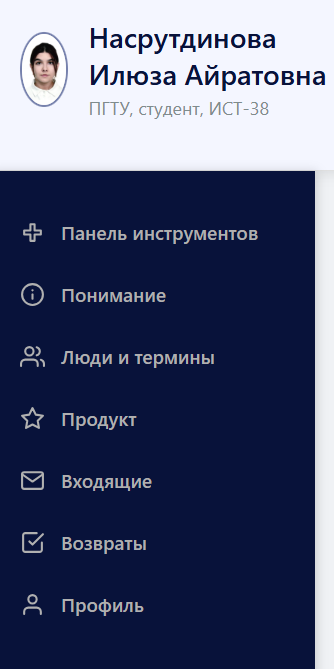 Насрутдинова
Илюза Айратовна
ПГТУ, студент, ИСТ-38
Панель инструментов
Понимание
Люди и термины
Продукт
Входящие
Возвраты
Профиль